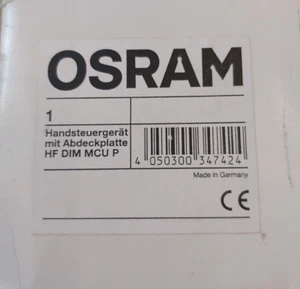 OSRAM
1
Handsteuergerät
mit Abdeckplatte
HF DIM MCU P
4 050300 347424
Made in Germany
CE